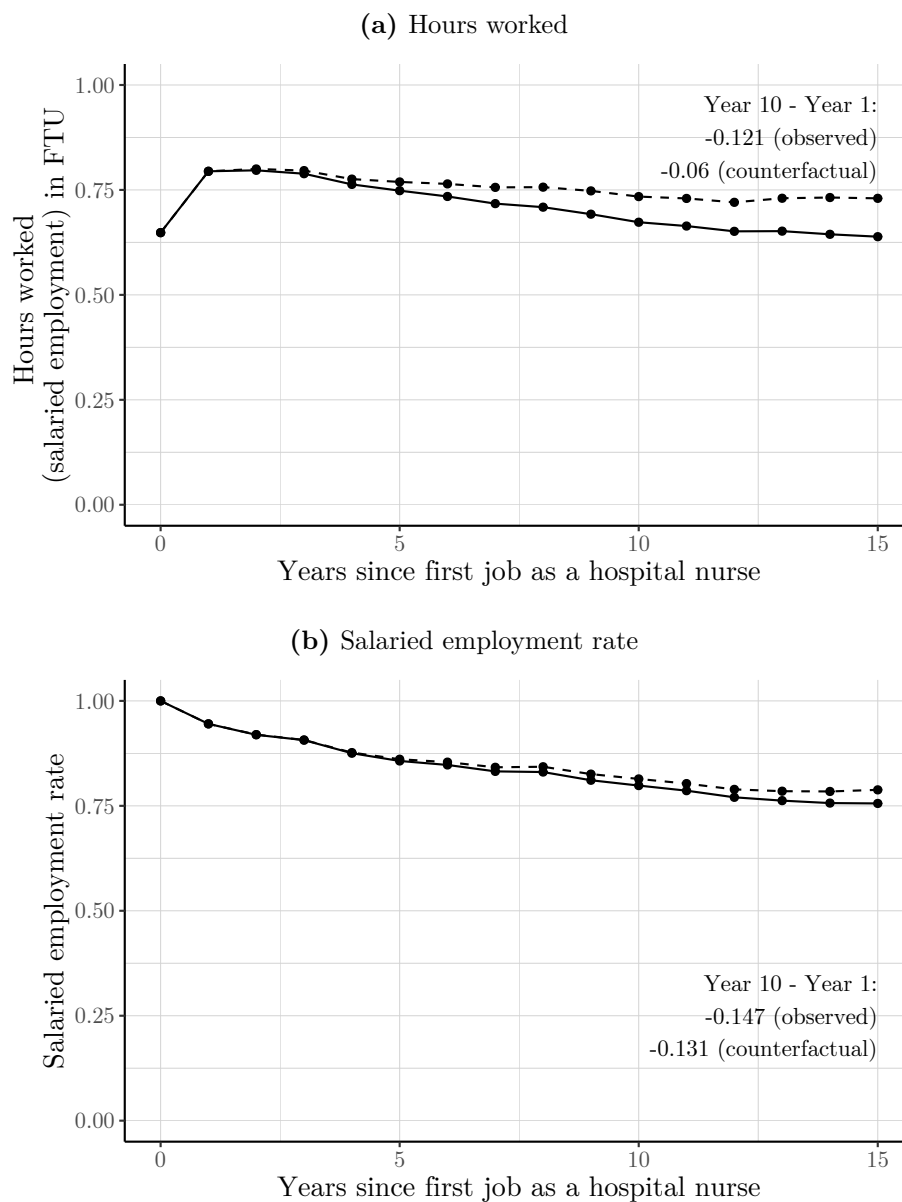 (a) Hours worked
1.00
0.75
0.50
0.25
0.00
Hours worked
(salaried employment) in FTU
Year 10 - Year 1:
-0.121 (observed)
-0.06 (counterfactual)
0 5 10 15
Years since first job as a hospital nurse
(b) Salaried employment rate
1.00
0.75
0.50
0.25
0.00
Salaried employment rate
Year 10 - Year 1:
-0.147 (observed)
-0.131 (counterfactual)
0 5 10 15
Years since first job as a hospital nurse